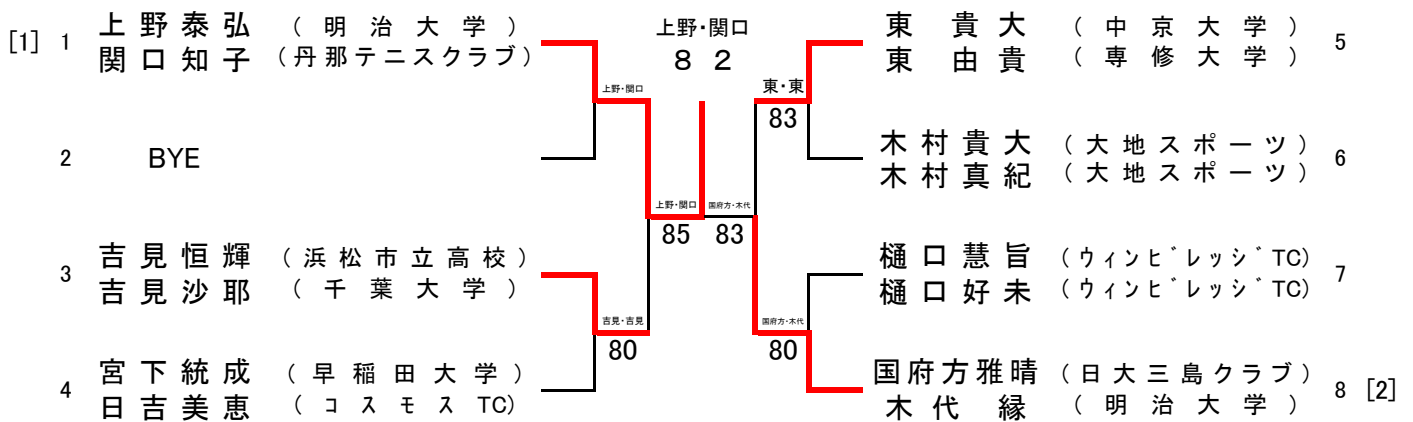 [1] 1 上野泰弘 (明治大学)
関口知子 (丹那テニスクラブ)
上野・関口
2 BYE
3 吉見恒輝 (浜松市立高校)
吉見沙耶 (千葉大学)
吉見・吉見
80
4 宮下統成 (早稲田大学)
日吉美恵 (コスモスTC)
上野・関口
8 2
上野・関口 国府方・木代
85 83
東貴大 (中京大学) 5
東由貴 (専修大学)
東・東
83
木村貴大 (大地スポーツ) 6
木村真紀 (大地スポーツ)
樋口慧旨 (ウィンビレッジTC) 7
樋口好未 (ウィンビレッジTC)
国府方・木代
80
国府方雅晴 (日大三島クラブ) 8 [2]
木代縁 (明治大学)